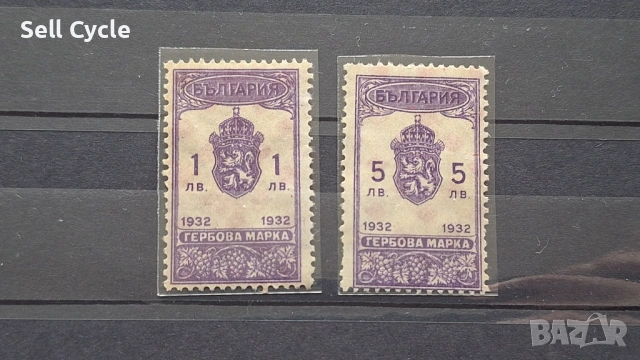 Sell Cycle
БЪЛГАРИЯ
1 1
ЛВ. ЛВ.
1932 1932
ГЕРБОВА МАРКА
БЪЛГАРИЯ
5 5
ЛВ. ЛВ.
1932 1932
ГЕРБОВА МАРКА
BAZAR